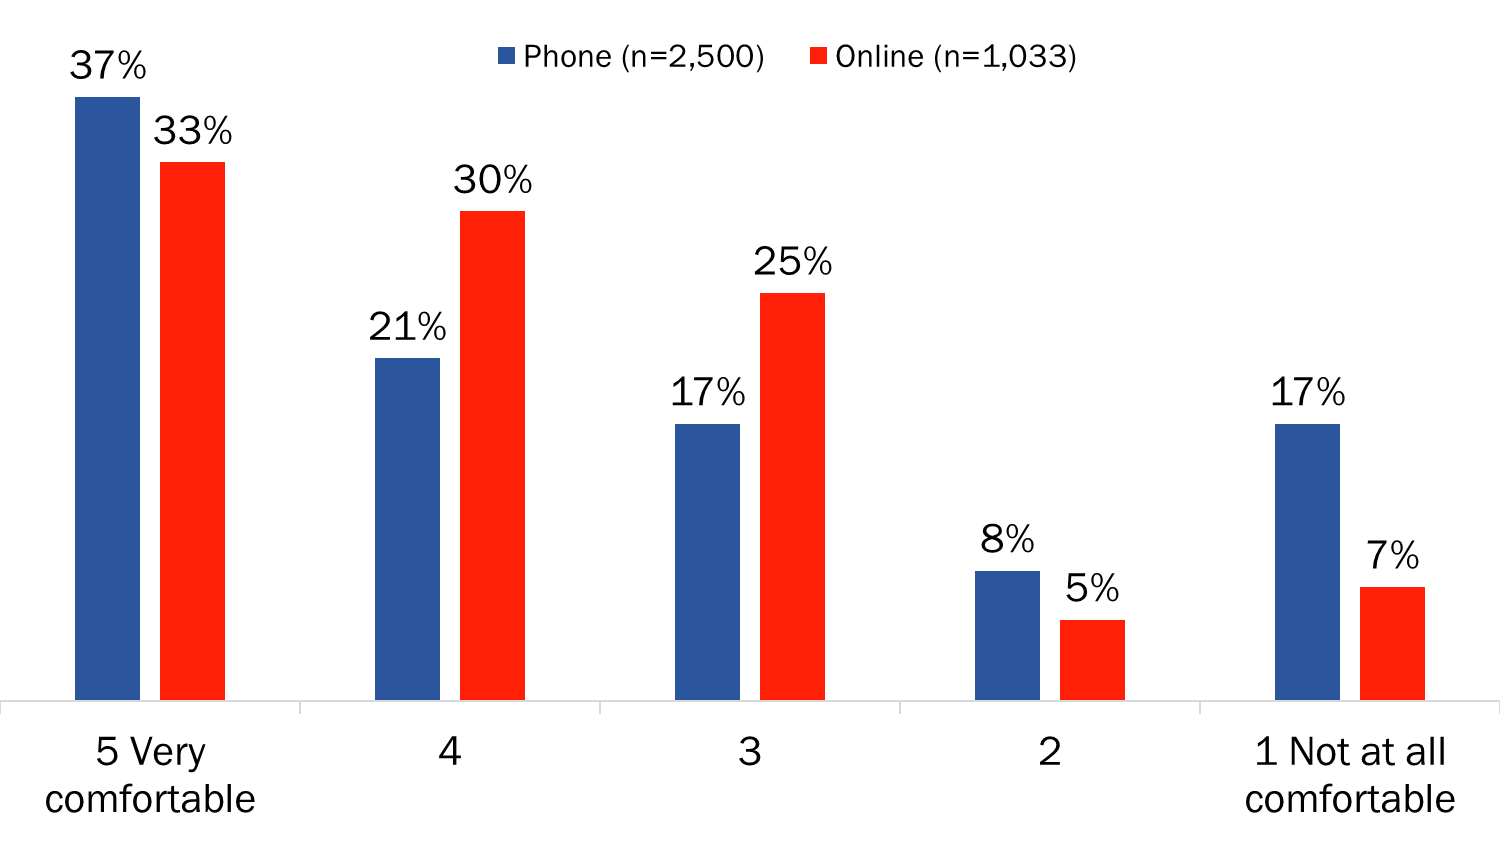 Phone (n=2,500) Online (n=1,033)
37%
33%
21%
30%
17%
25%
8%
5%
17%
7%
5 Very
comfortable
4
3
2
1 Not at all
comfortable